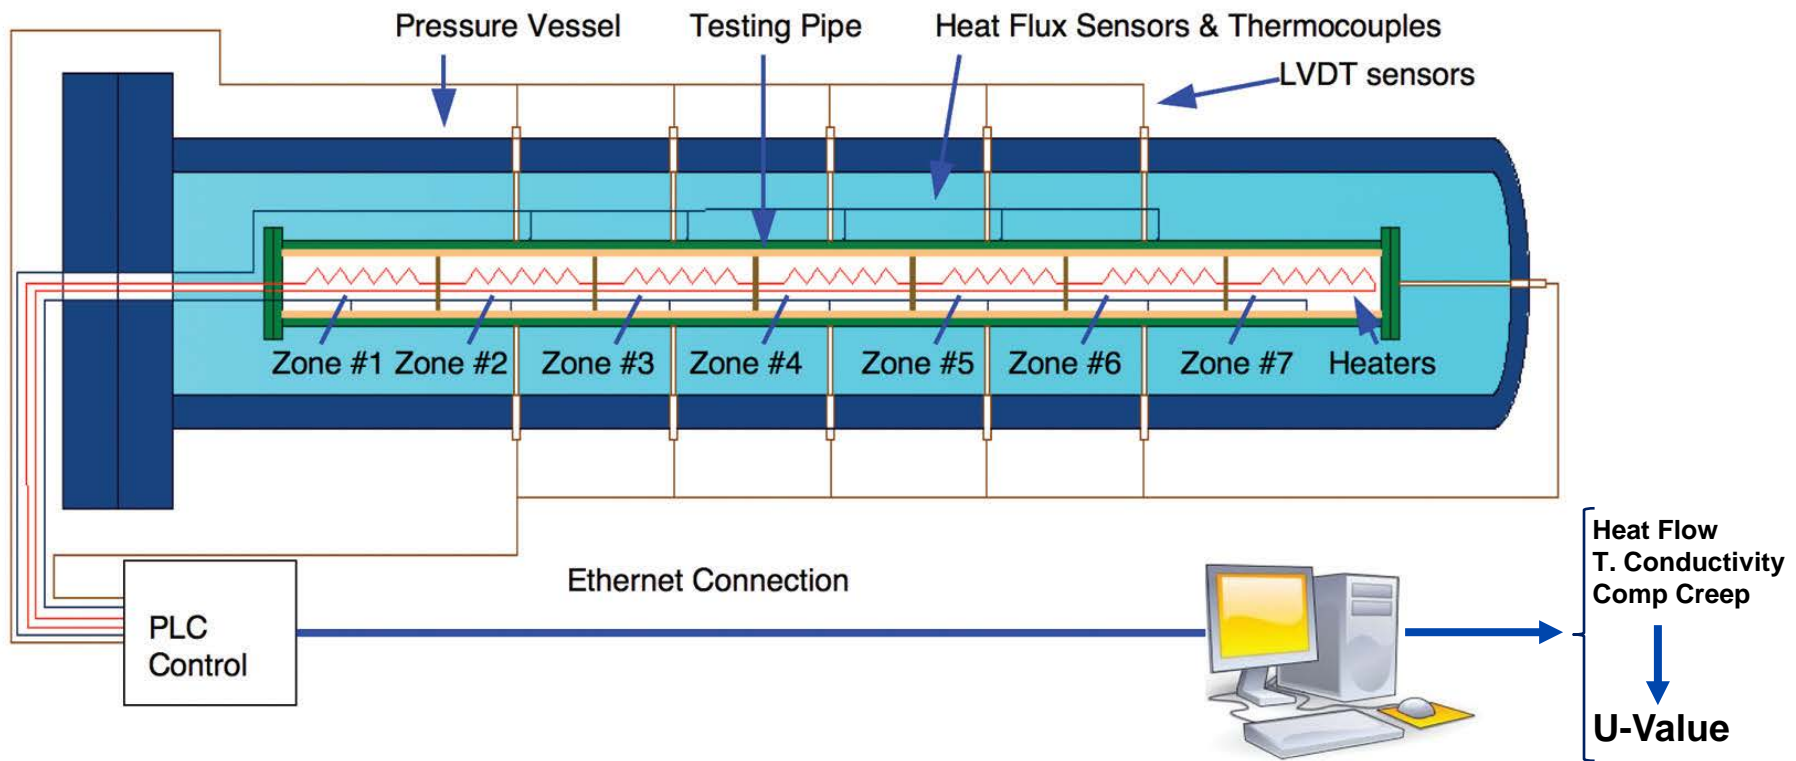 Pressure Vessel
Testing Pipe
Heat Flux Sensors & Thermocouples
LVDT sensors
Zone #1
Zone #2
Zone #3
Zone #4
Zone #5
Zone #6
Zone #7
Heaters
Heat Flow
T. Conductivity
Comp Creep
Ethernet Connection
PLC
Control
U-Value